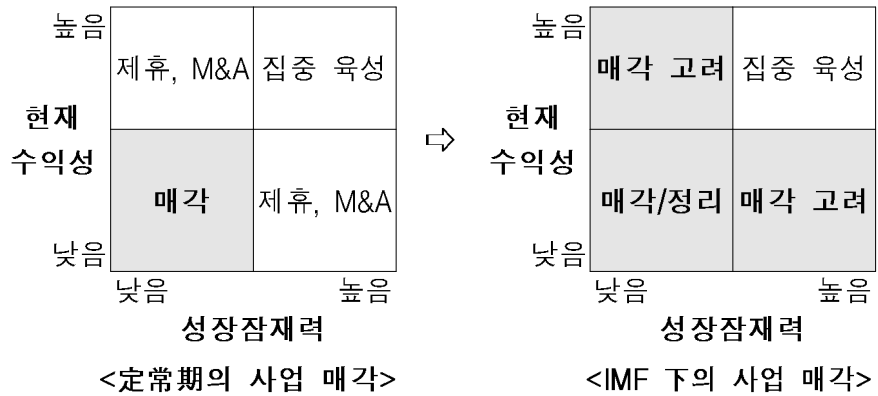 높음
제휴, M&A 집중 육성
현재
수익성
매각 제휴, M&A
낮음
낮음 높음
성장잠재력
<定常期의 사업 매각>
⇨
높음
매각 고려 집중 육성
현재
수익성
매각/정리 매각 고려
낮음
낮음 높음
성장잠재력
<IMF 下의 사업 매각>